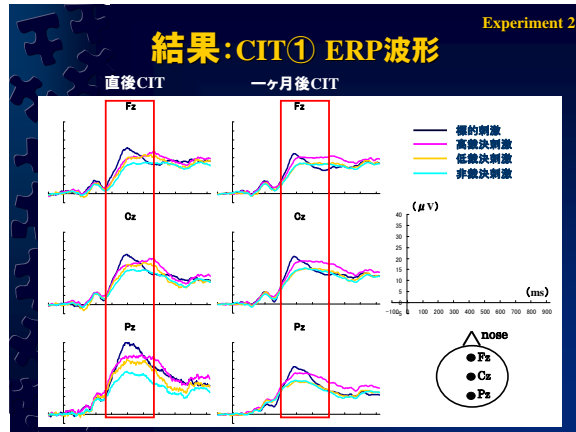 Experiment 2
結果:CIT① ERP波形
直後CIT
一ヶ月後CIT
Fz
Fz
標的刺激
高裁決刺激
低裁決刺激
非裁決刺激
Cz
Cz
(μV)
40
35
30
25
20
15
10
5
0
-5
(ms)
-100 0 100 200 300 400 500 600 700 800 900
Pz
Pz
nose
Fz
Cz
Pz